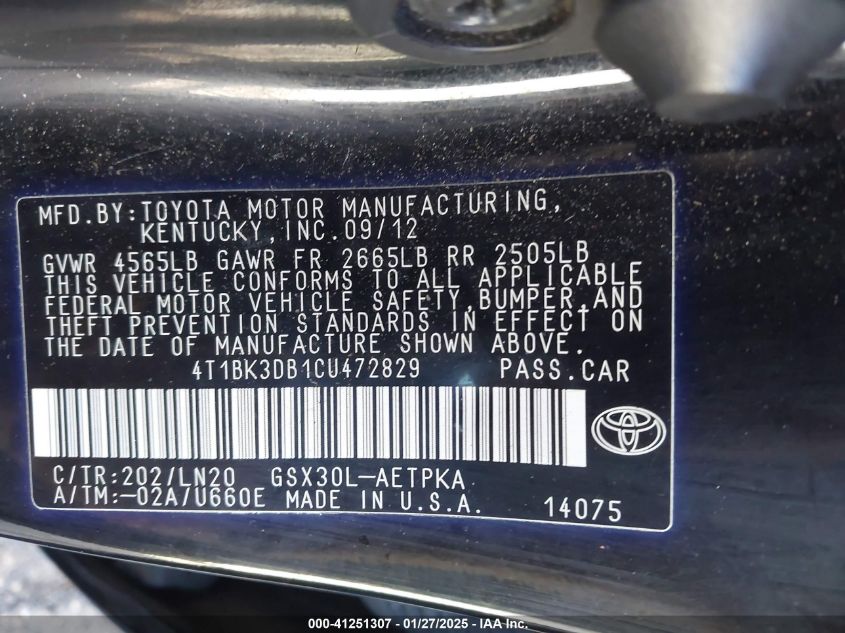 MFD.BY:TOYOTA MOTOR MANUFACTURING,
KENTUCKY,INC.09/12
GVWR 4565LB GAWR FR 2665LB RR 2505LB
THIS VEHICLE CONFORMS TO ALL APPLICABLE
FEDERAL MOTOR VEHICLE SAFETY,BUMPER,AND
THEFT PREVENTION STANDARDS IN EFFECT ON
THE DATE OF MANUFACTURE SHOWN ABOVE.
4T1BK3DB1CU472829 PASS.CAR
C/TR:202/LN20 GSX30L-AETPKA
A/TM:-02A/U660E MADE IN U.S.A. 14075
000-41251307 - 01/27/2025 - IAA Inc.